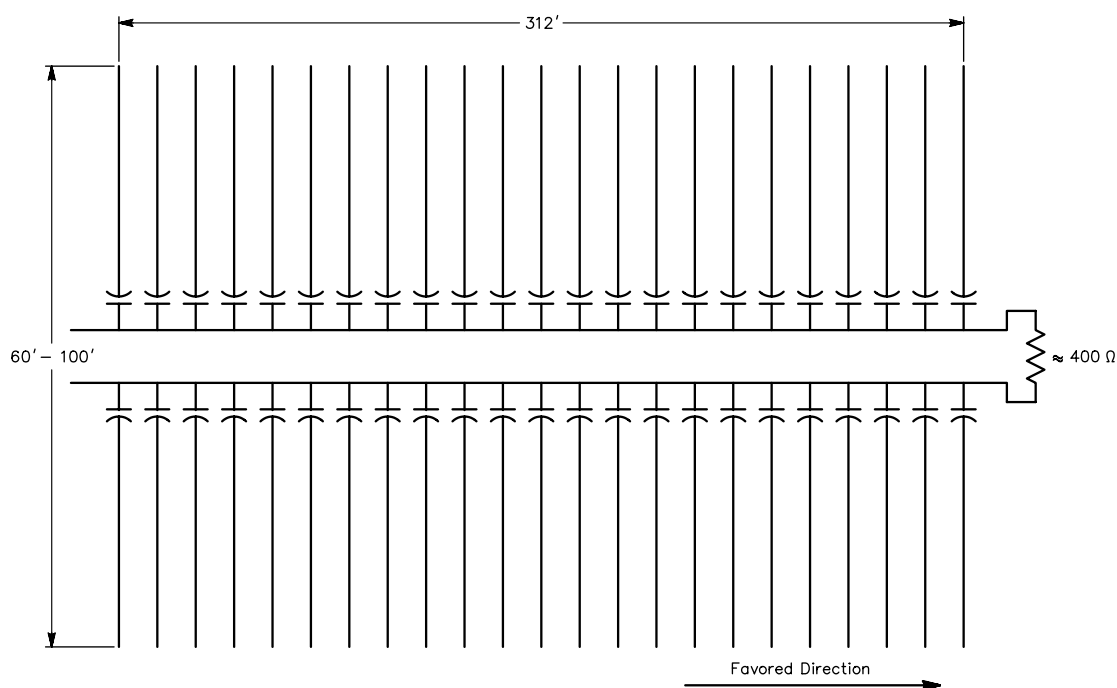 312'
60' – 100'
≈ 400 Ω
Favored Direction